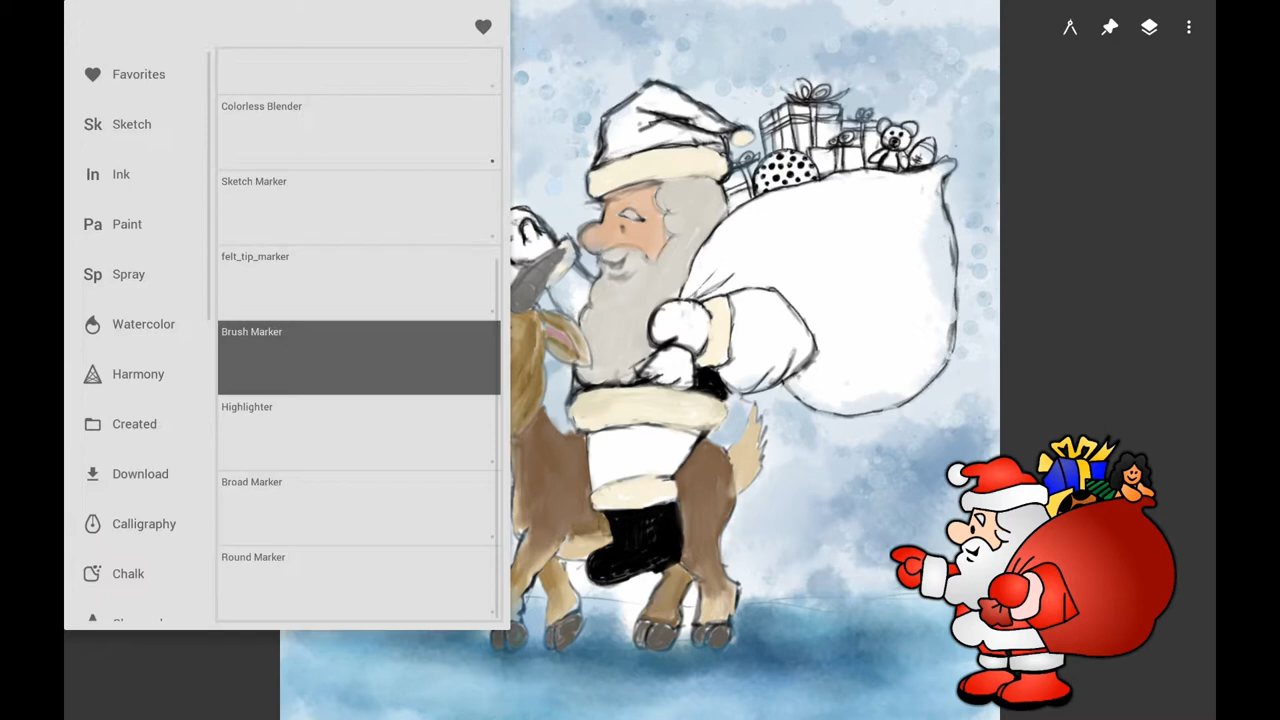 Favorites
Sk Sketch
In Ink
Pa Paint
Sp Spray
Watercolor
Harmony
Created
Download
Calligraphy
Chalk
Colorless Blender
Sketch Marker
felt_tip_marker
Brush Marker
Highlighter
Broad Marker
Round Marker